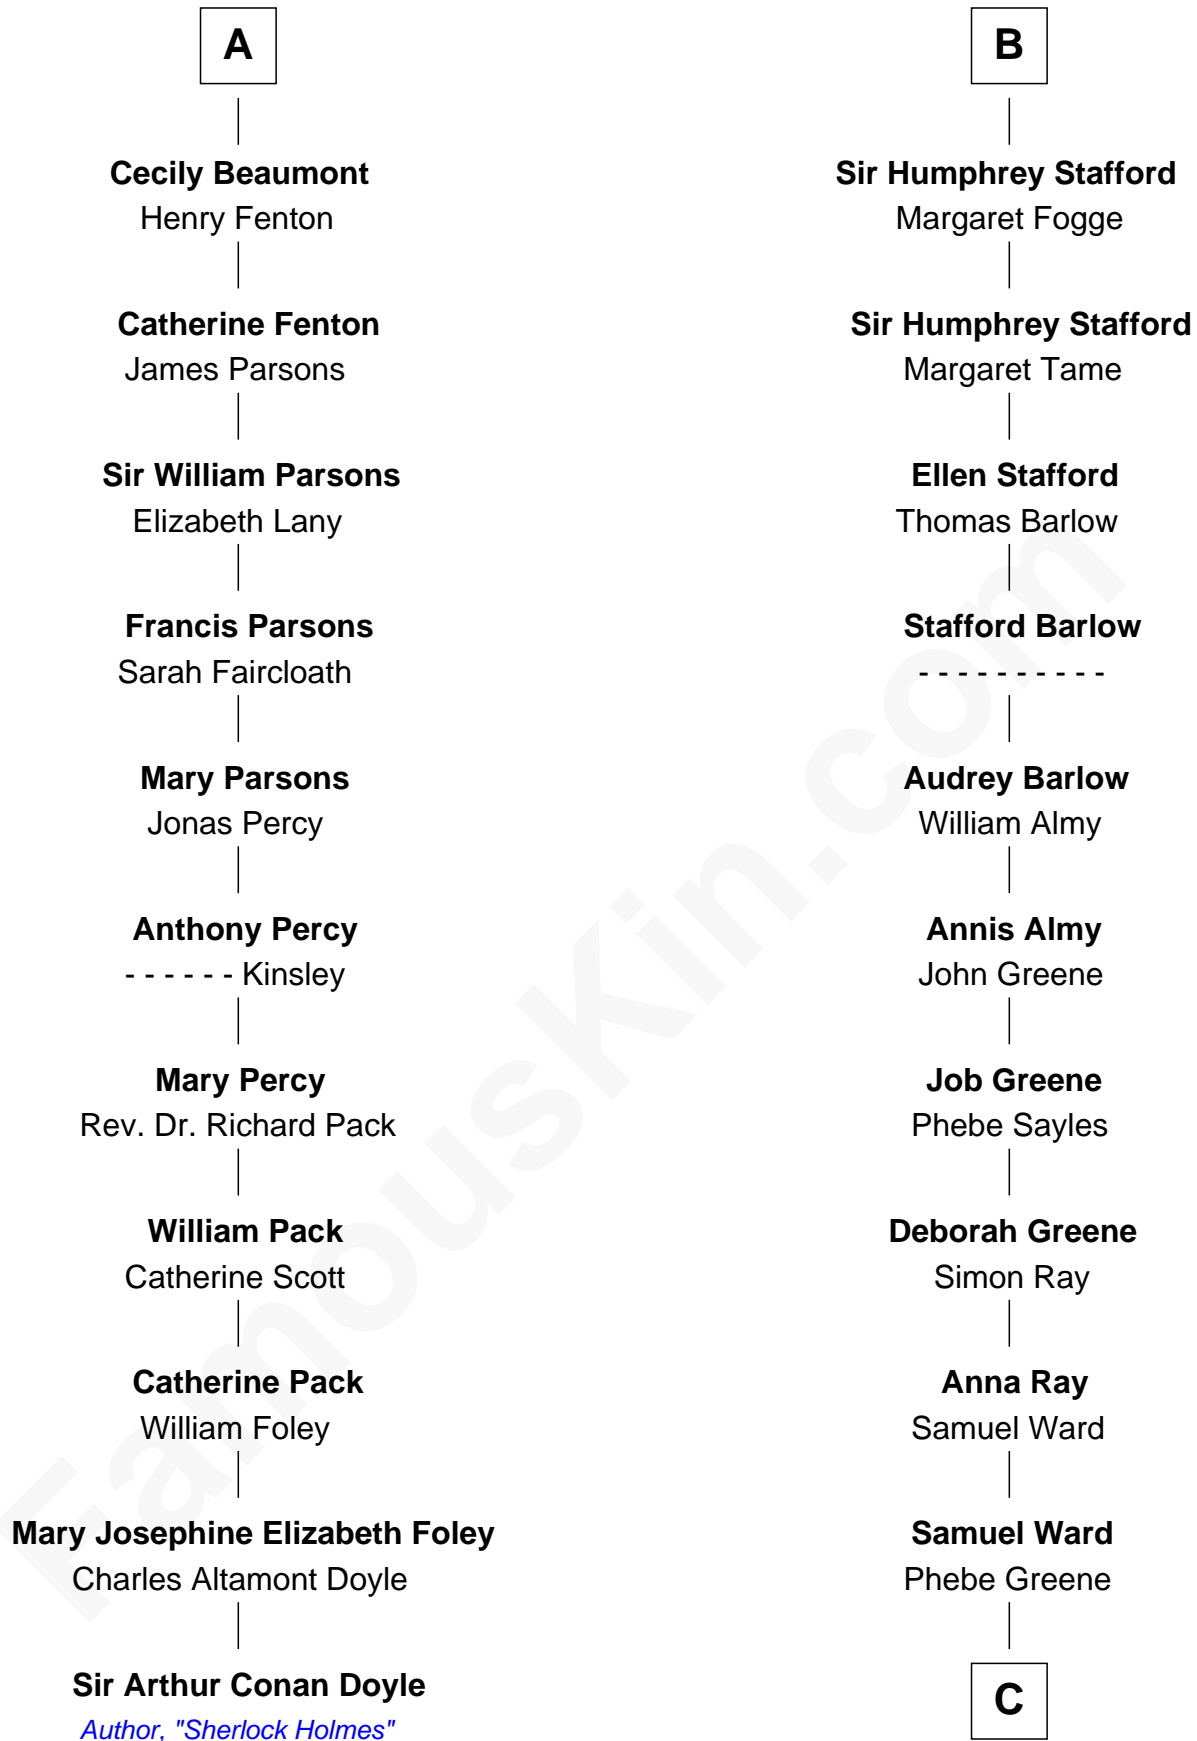 A
Cecily Beaumont
Henry Fenton
Catherine Fenton
James Parsons
Sir William Parsons
Elizabeth Lany
Francis Parsons
Sarah Faircloath
Mary Parsons
Jonas Percy
Anthony Percy
- - - - - - Kinsley
Mary Percy
Rev. Dr. Richard Pack
William Pack
Catherine Scott
Catherine Pack
William Foley
Mary Josephine Elizabeth Foley
Charles Altamont Doyle
Sir Arthur Conan Doyle
Author, "Sherlock Holmes"
B
Sir Humphrey Stafford
Margaret Fogge
Sir Humphrey Stafford
Margaret Tame
Ellen Stafford
Thomas Barlow
Stafford Barlow
- - - - - - - - - -
Audrey Barlow
William Almy
Annis Almy
John Greene
Job Greene
Phebe Sayles
Deborah Greene
Simon Ray
Anna Ray
Samuel Ward
Samuel Ward
Phebe Greene
C
FamousKin.com